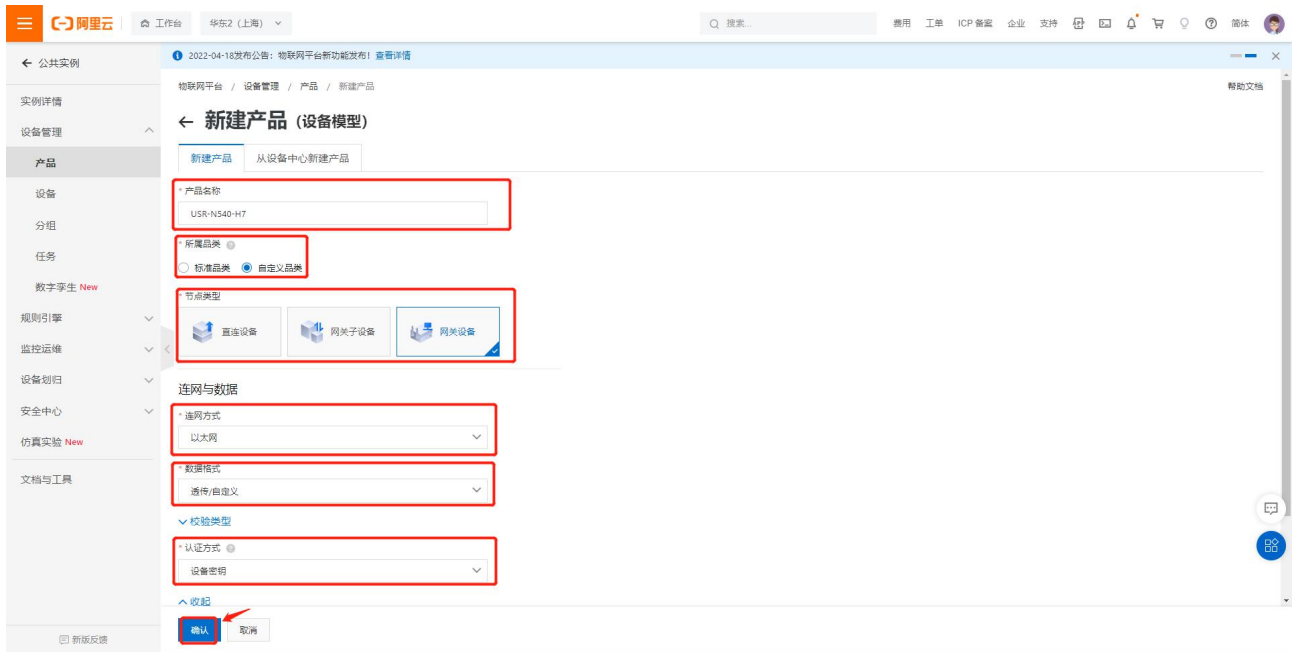 阿里云 工作台 华东2（上海） 搜索... 费用 工单 ICP 备案 企业 支持 简体
公共实例
2022-04-18发布公告：物联网平台新功能发布！查看详情
物联网平台 / 设备管理 / 产品 / 新建产品
帮助文档
实例详情
设备管理
产品
设备
分组
任务
数字孪生 New
规则引擎
监控运维
设备划归
安全中心
仿真实验 New
文档与工具
新版反馈
新建产品（设备模型）
新建产品 从设备中心新建产品
* 产品名称
USR-N540-H7
* 所属品类
标准品类 自定义品类
* 节点类型
直连设备 网关子设备 网关设备
连网与数据
* 连网方式
以太网
* 数据格式
透传/自定义
校验类型
* 认证方式
设备密钥
收起
确认 取消